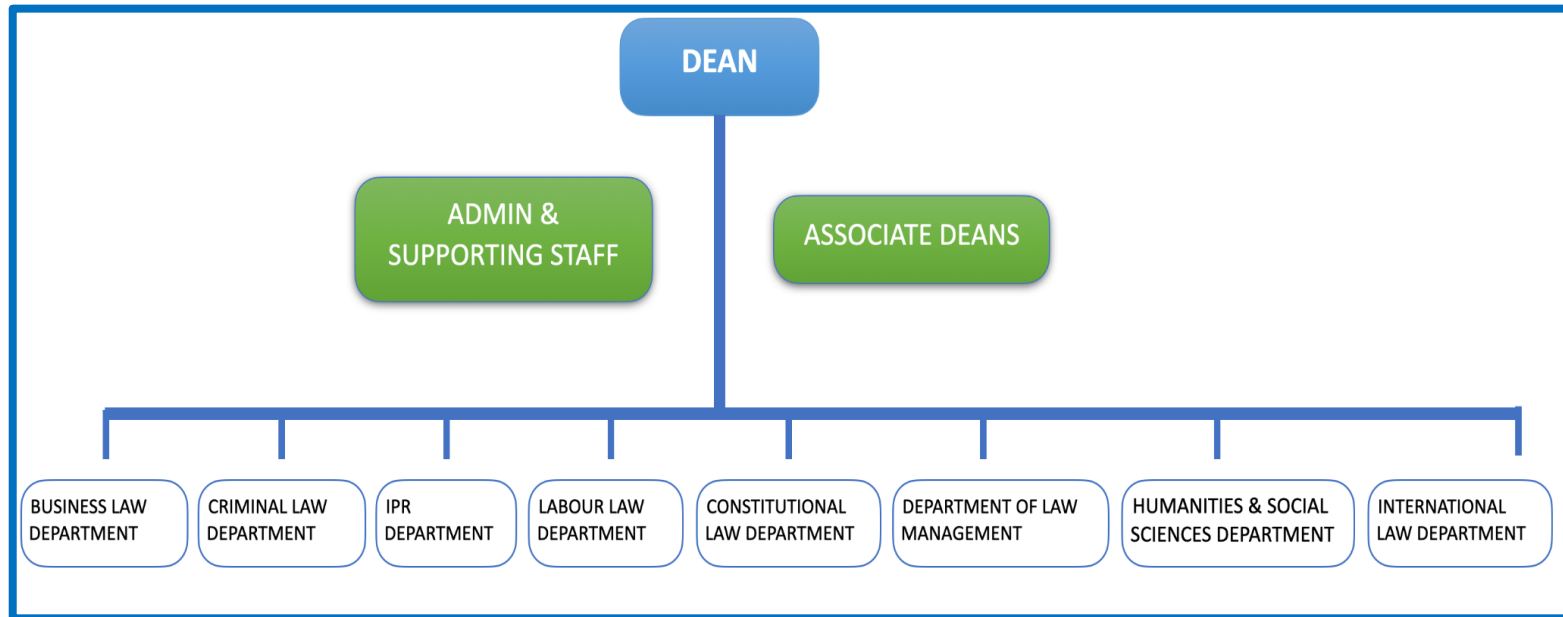 DEAN
ADMIN &
SUPPORTING STAFF
ASSOCIATE DEANS
BUSINESS LAW
DEPARTMENT
CRIMINAL LAW
DEPARTMENT
IPR
DEPARTMENT
LABOUR LAW
DEPARTMENT
CONSTITUTIONAL
LAW DEPARTMENT
DEPARTMENT OF LAW
MANAGEMENT
HUMANITIES & SOCIAL
SCIENCES DEPARTMENT
INTERNATIONAL
LAW DEPARTMENT